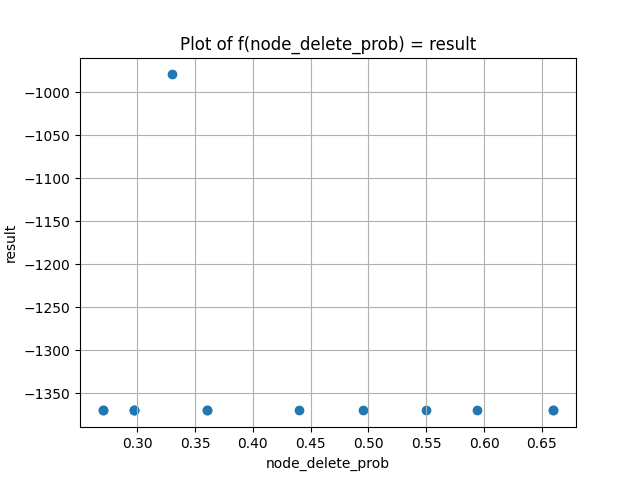 Plot of f(node_delete_prob) = result
−1000
−1050
−1100
−1150
−1200
−1250
−1300
−1350
result
0.30 0.35 0.40 0.45 0.50 0.55 0.60 0.65
node_delete_prob